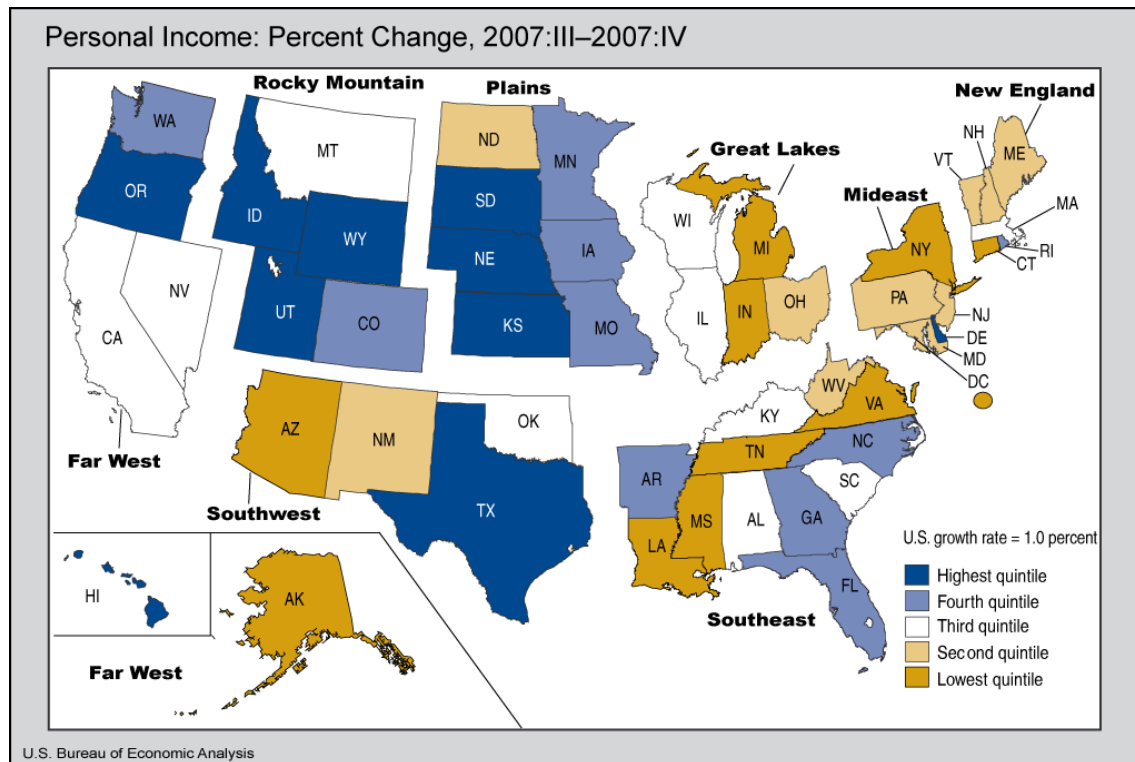 Personal Income: Percent Change, 2007:III–2007:IV
Rocky Mountain
Plains
New England
WA
MT
ND
MN
NH
ME
VT
Great Lakes
OR
ID
SD
WI
Mideast
MA
WY
MI
NY
NE
IA
RI
CT
NV
UT
CO
KS
MO
IL
IN
OH
PA
NJ
DE
MD
DC
CA
WV
VA
KY
OK
AZ
NM
TN
NC
Far West
AR
SC
TX
MS
AL
GA
Southwest
LA
U.S. growth rate = 1.0 percent
Highest quintile
FL
HI
AK
Fourth quintile
Southeast
Third quintile
Second quintile
Far West
Lowest quintile
U.S. Bureau of Economic Analysis